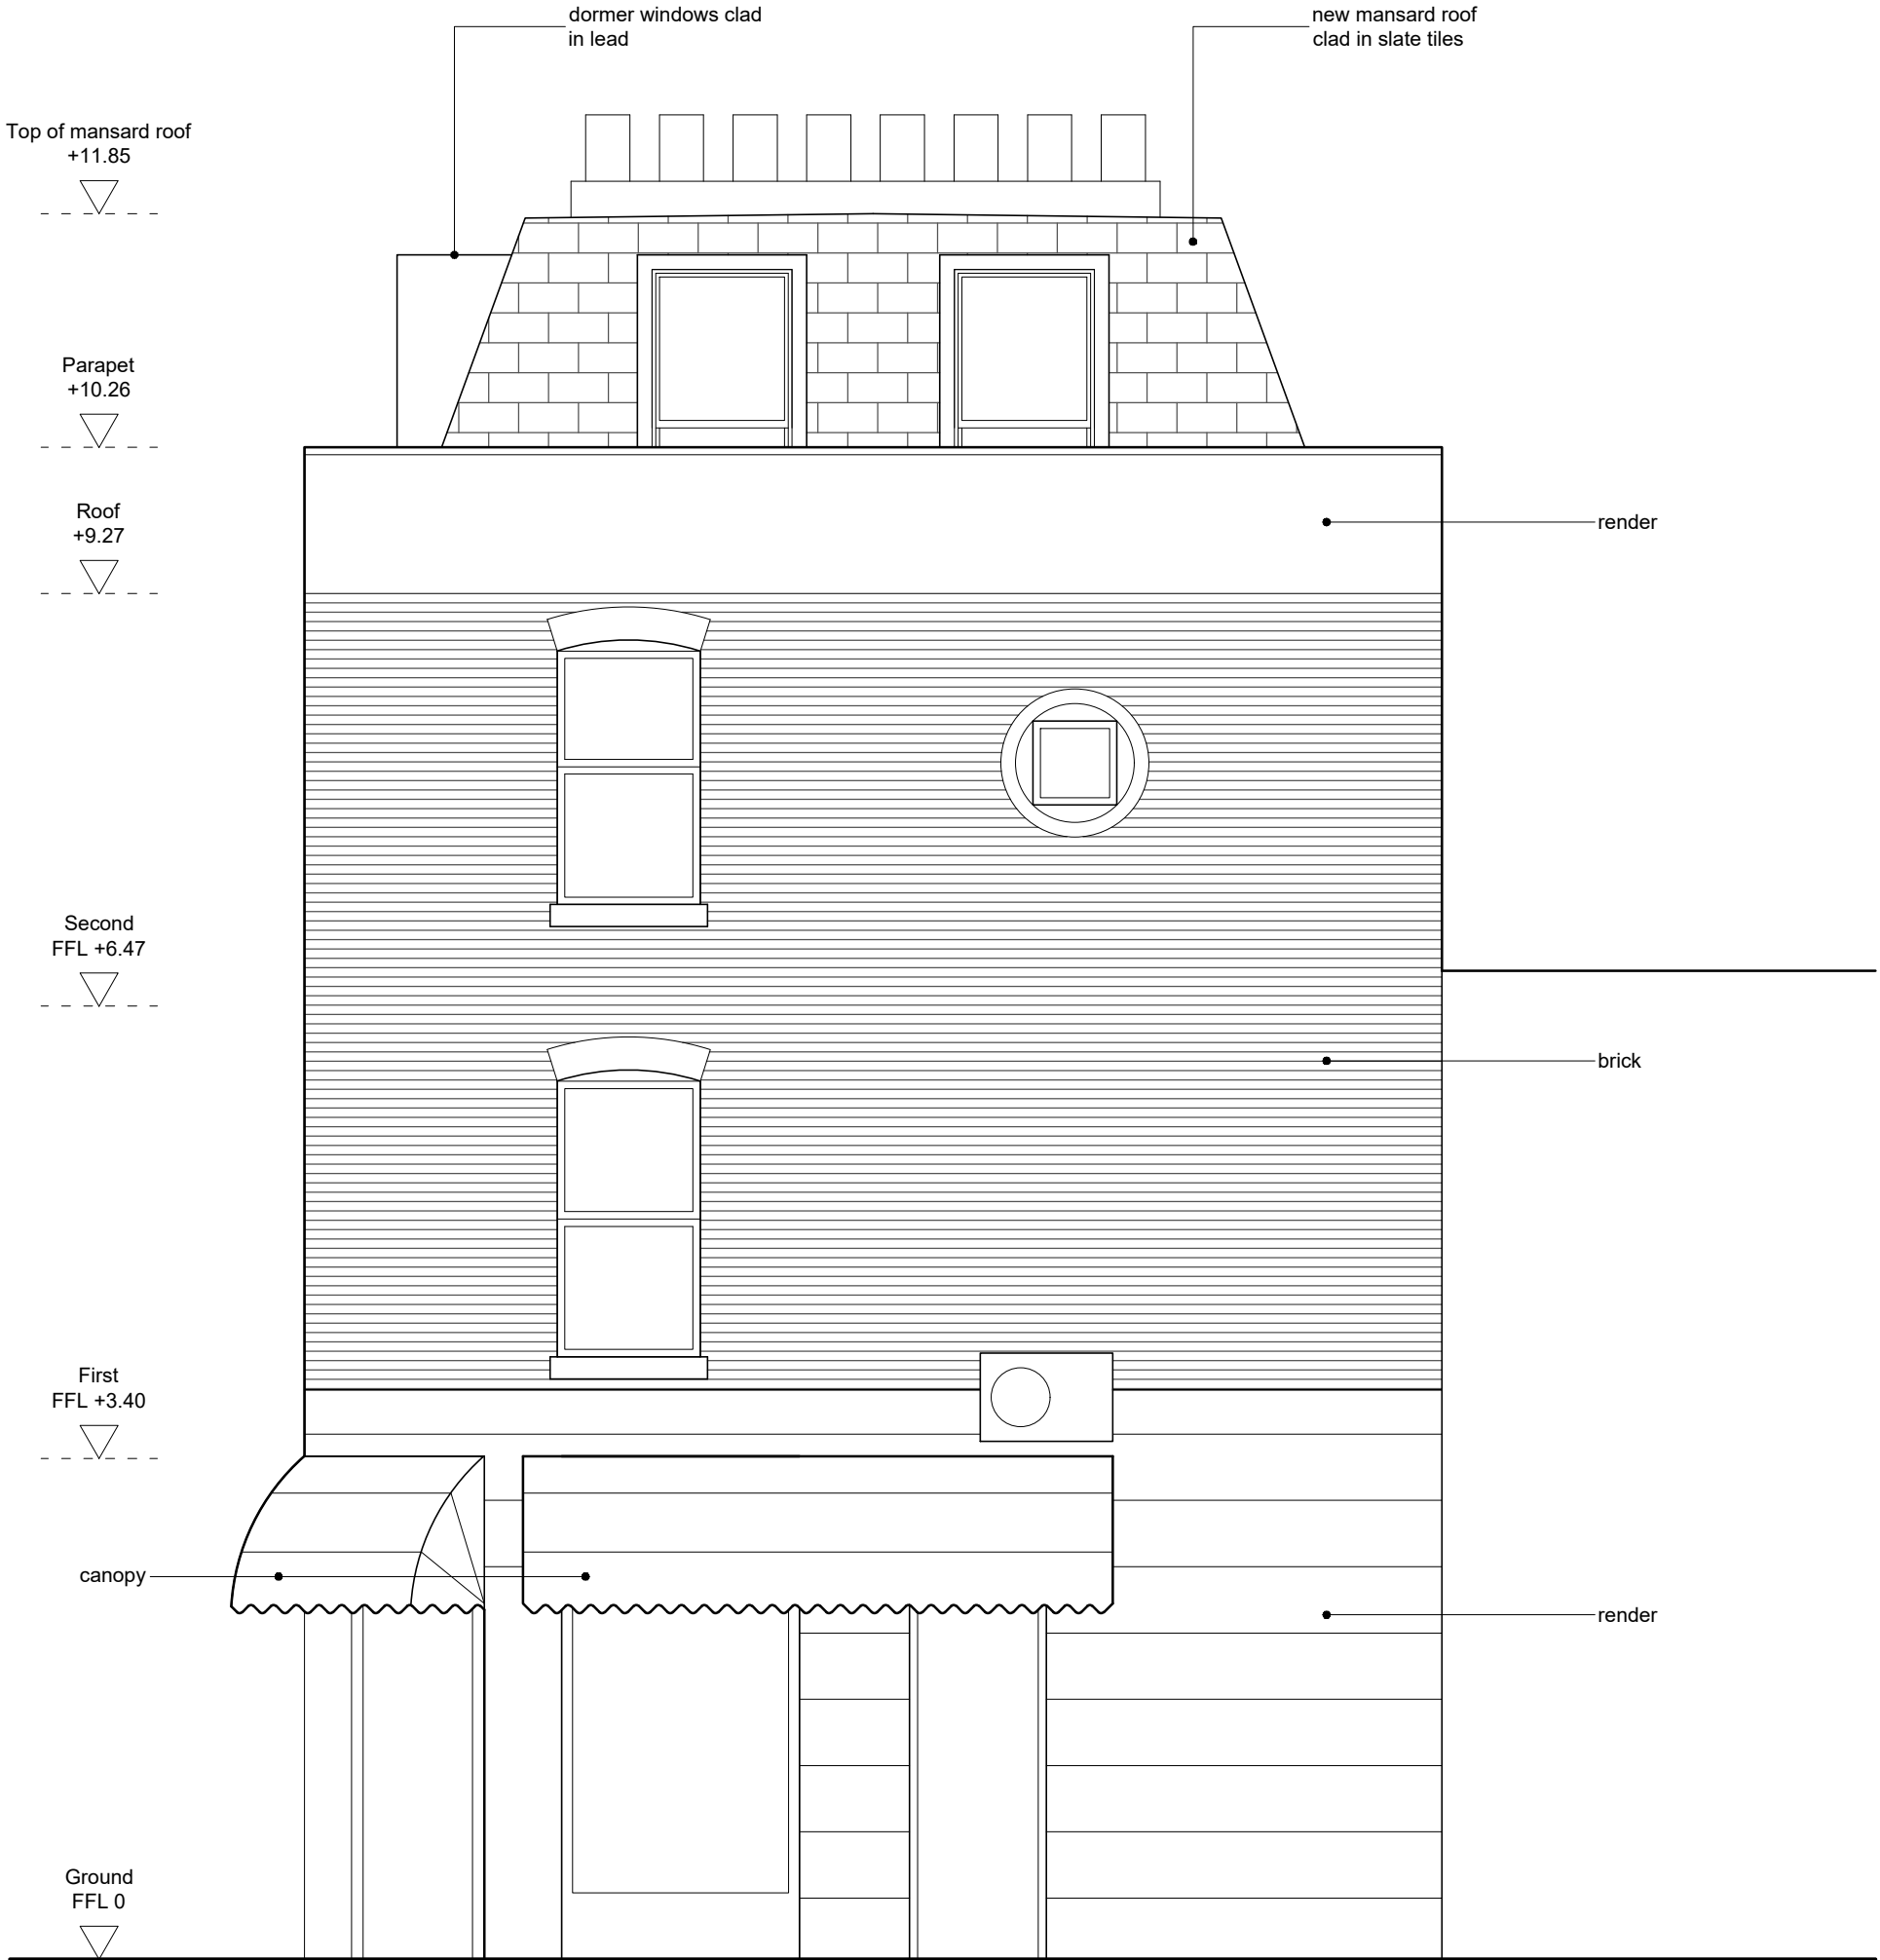 dormer windows clad
in lead
new mansard roof
clad in slate tiles
Top of mansard roof
+11.85
Parapet
+10.26
Roof
+9.27
render
Second
FFL +6.47
brick
First
FFL +3.40
canopy
render
Ground
FFL 0